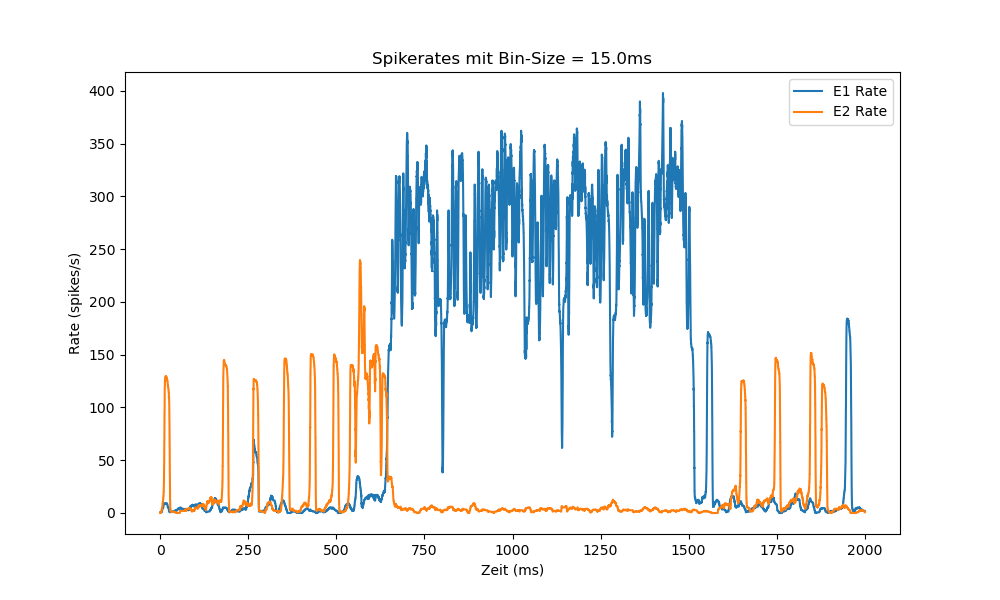 Spikerates mit Bin-Size = 15.0ms
E1 Rate
E2 Rate
Rate (spikes/s)
400
350
300
250
200
150
100
50
0
0 250 500 750 1000 1250 1500 1750 2000
Zeit (ms)